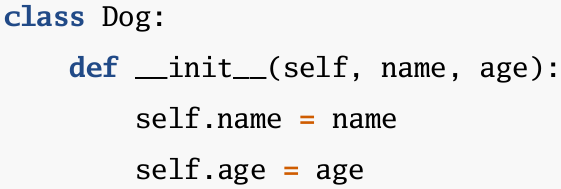 class Dog:
    def __init__(self, name, age):
        self.name = name
        self.age = age